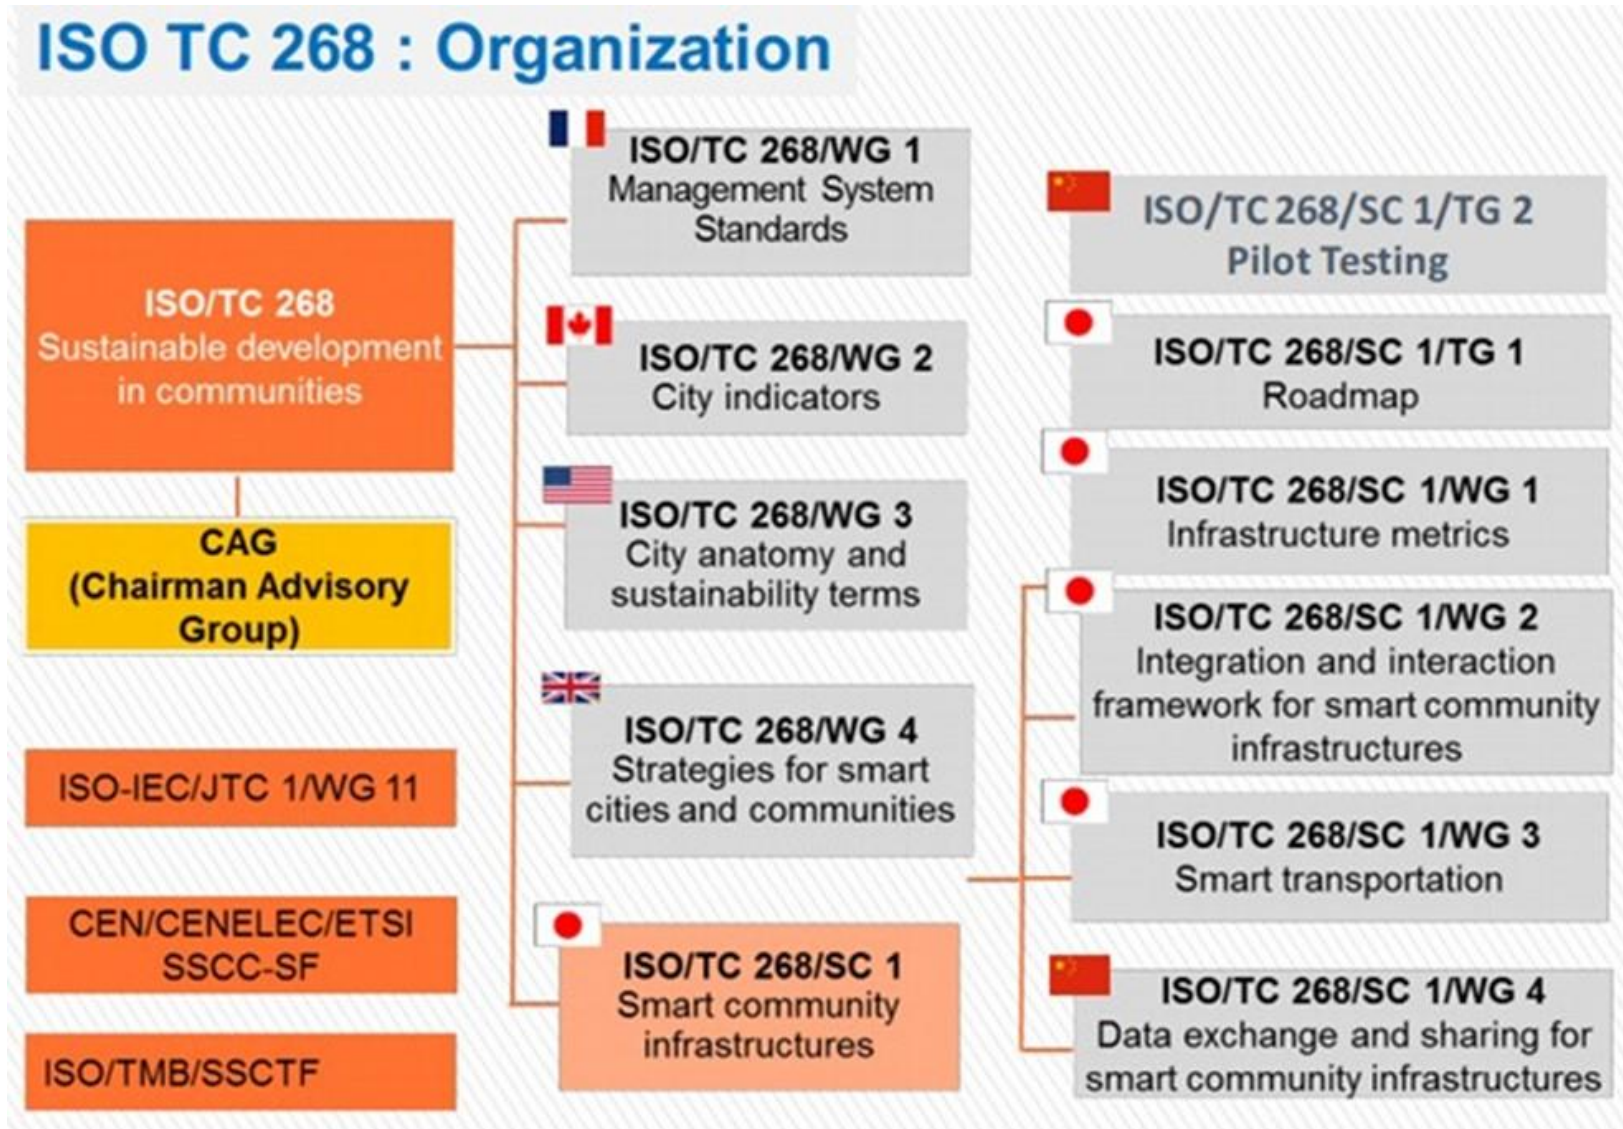 ISO TC 268 : Organization
ISO/TC 268
Sustainable development
in communities
CAG
(Chairman Advisory
Group)
ISO-IEC/JTC 1/WG 11
CEN/CENELEC/ETSI
SSCC-SF
ISO/TMB/SSCTF
ISO/TC 268/WG 1
Management System
Standards
ISO/TC 268/WG 2
City indicators
ISO/TC 268/WG 3
City anatomy and
sustainability terms
ISO/TC 268/WG 4
Strategies for smart
cities and communities
ISO/TC 268/SC 1
Smart community
infrastructures
ISO/TC 268/SC 1/TG 2
Pilot Testing
ISO/TC 268/SC 1/TG 1
Roadmap
ISO/TC 268/SC 1/WG 1
Infrastructure metrics
ISO/TC 268/SC 1/WG 2
Integration and interaction
framework for smart community
infrastructures
ISO/TC 268/SC 1/WG 3
Smart transportation
ISO/TC 268/SC 1/WG 4
Data exchange and sharing for
smart community infrastructures